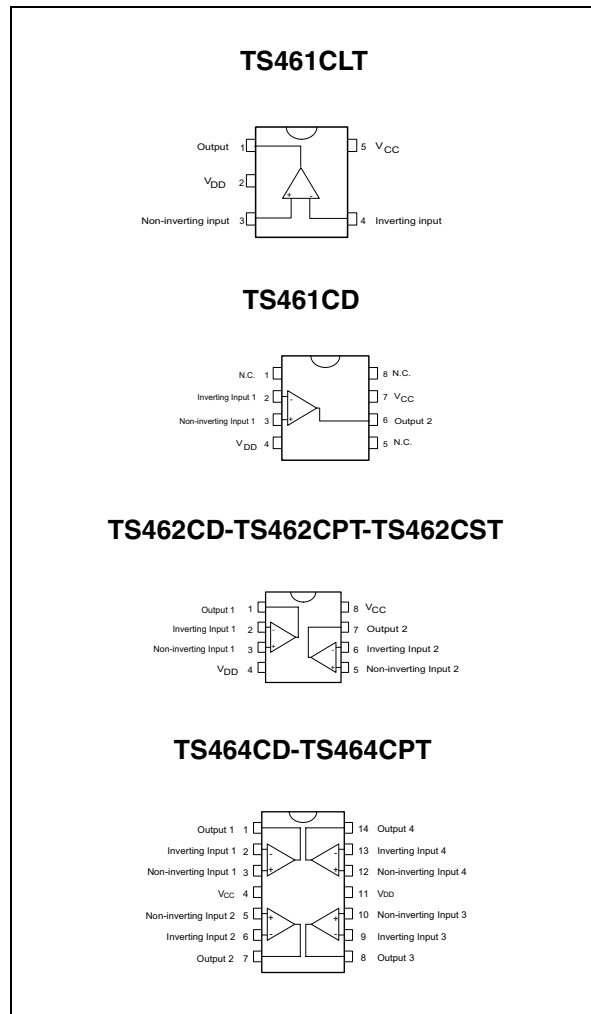 TS461CLT
Output 1 5 VCC
VDD 2
Non-inverting input 3 4 Inverting input
+ -
TS461CD
N.C. 1 8 N.C.
Inverting Input 1 2 - 7 VCC
Non-inverting Input 1 3 + 6 Output 2
VDD 4 5 N.C.
TS462CD-TS462CPT-TS462CST
Output 1 1 8 VCC
Inverting Input 1 2 - 7 Output 2
Non-inverting Input 1 3 + - 6 Inverting Input 2
VDD 4 + 5 Non-inverting Input 2
TS464CD-TS464CPT
Output 1 1 14 Output 4
Inverting Input 1 2 - - 13 Inverting Input 4
Non-inverting Input 1 3 + + 12 Non-inverting Input 4
VCC 4 11 VDD
Non-inverting Input 2 5 + + 10 Non-inverting Input 3
Inverting Input 2 6 - - 9 Inverting Input 3
Output 2 7 8 Output 3